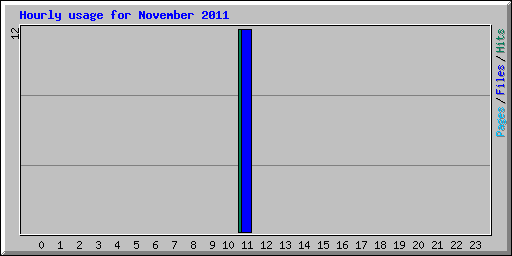 Hourly usage for November 2011
12
Pages/Files/Hits
0 1 2 3 4 5 6 7 8 9 10 11 12 13 14 15 16 17 18 19 20 21 22 23